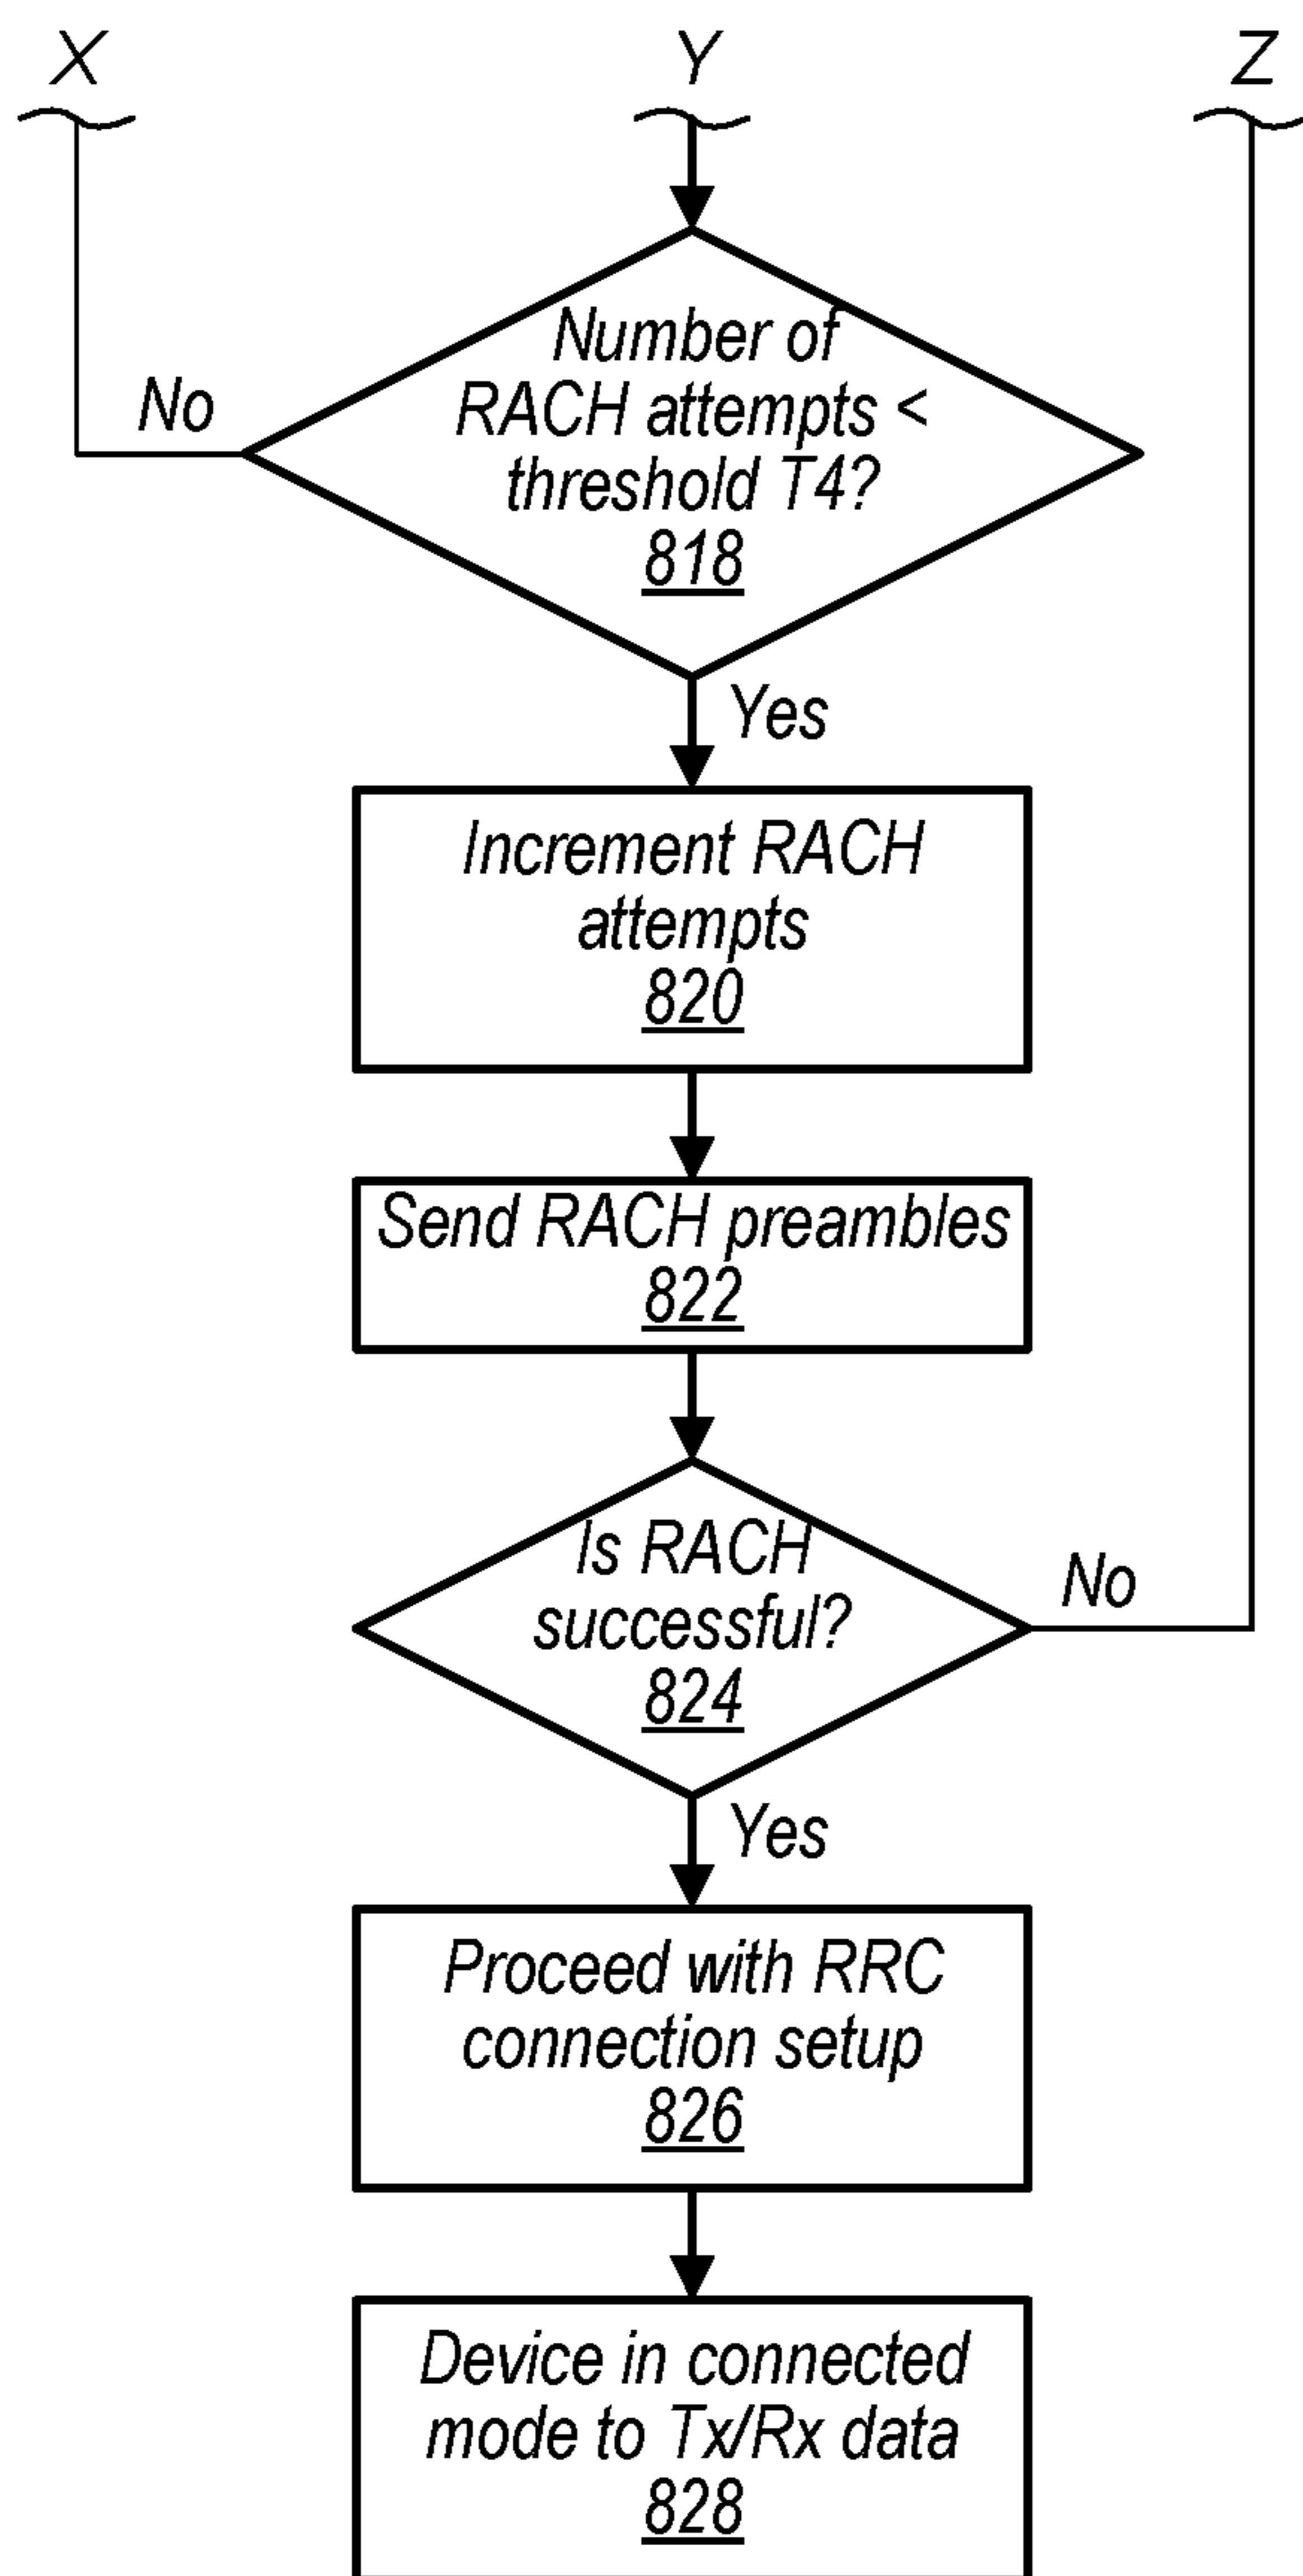 X
Y
Z
Number of
RACH attempts <
threshold T4?
818
No
Yes
Increment RACH
attempts
820
Send RACH preambles
822
Is RACH
successful?
824
No
Yes
Proceed with RRC
connection setup
826
Device in connected
mode to Tx/Rx data
828